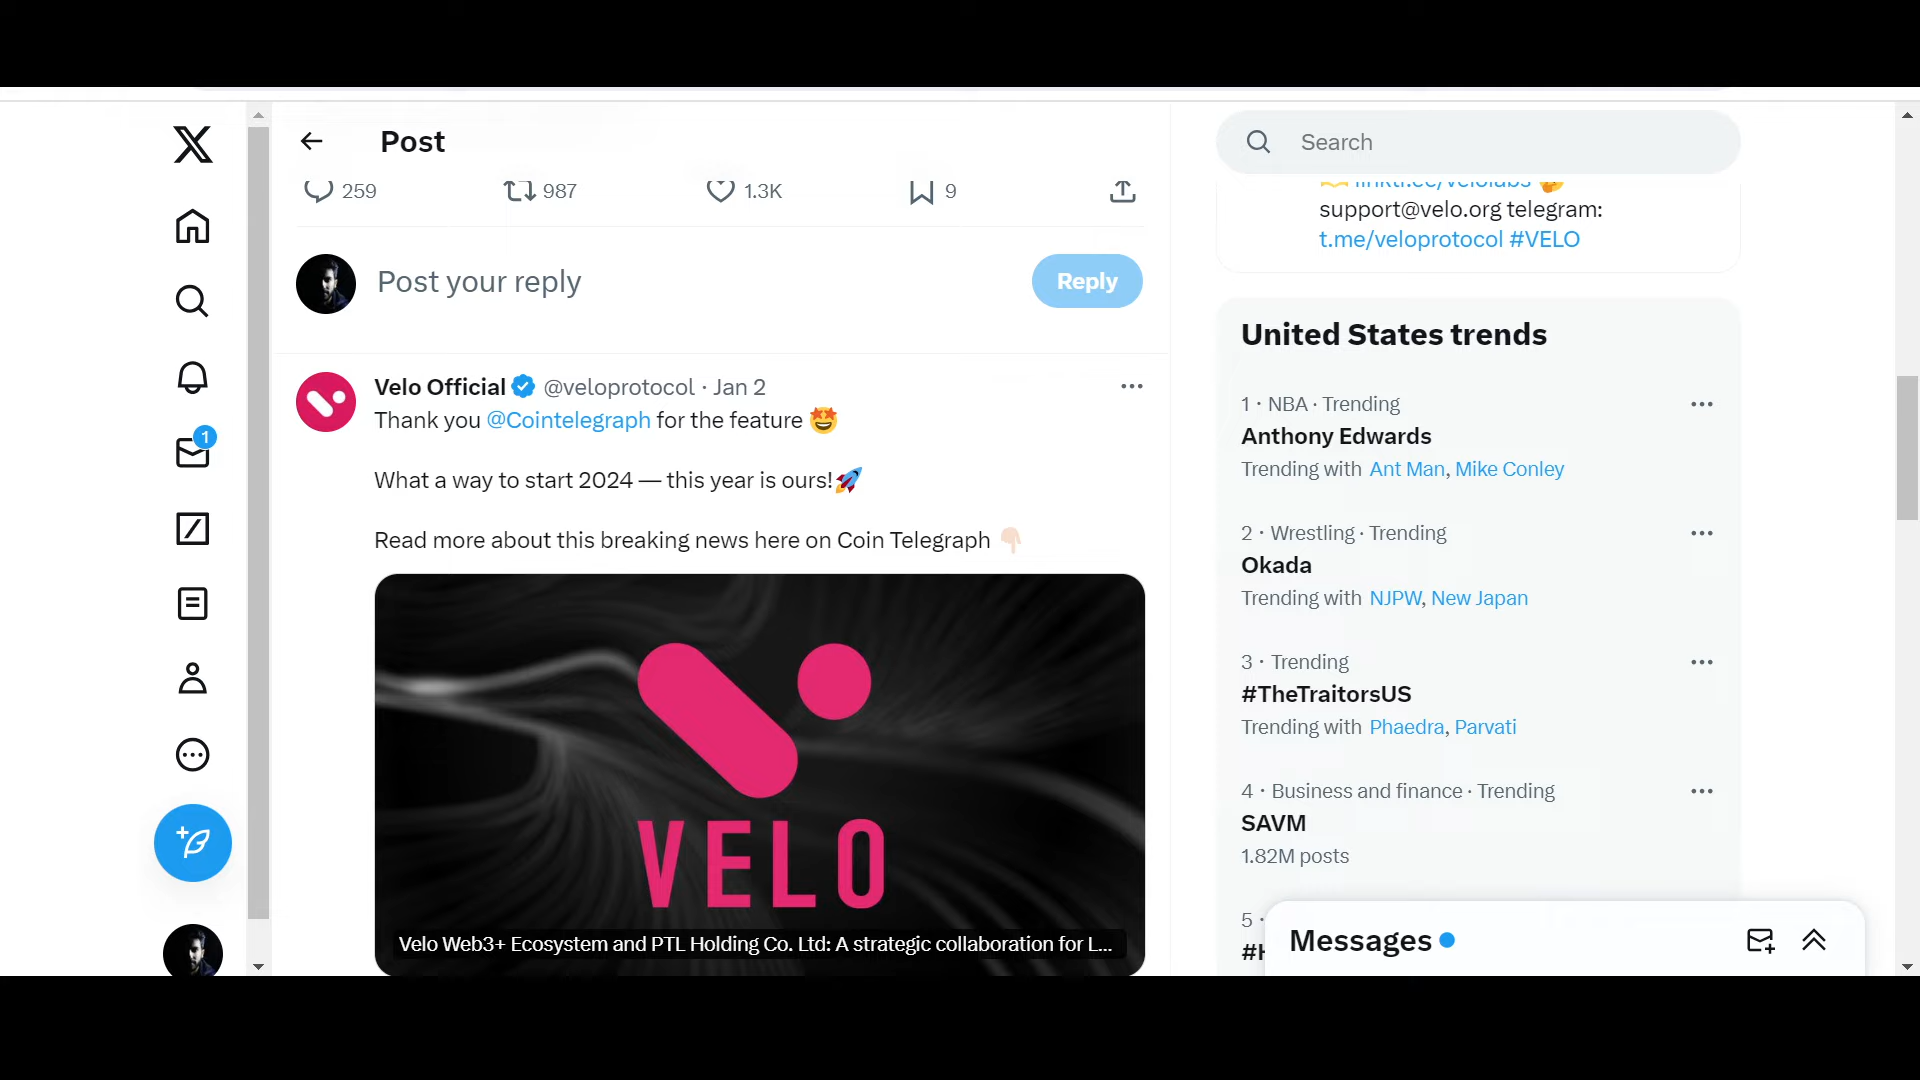 Post
Search
259
987
1.3K
9
support@velo.org telegram:
t.me/veloprotocol #VELO
Post your reply
Reply
Velo Official @veloprotocol · Jan 2
Thank you @Cointelegraph for the feature 🤩
What a way to start 2024 — this year is ours!🚀
Read more about this breaking news here on Coin Telegraph 👇🏻
VELO
Velo Web3+ Ecosystem and PTL Holding Co. Ltd: A strategic collaboration for L...
United States trends
1 · NBA · Trending
Anthony Edwards
Trending with Ant Man, Mike Conley
2 · Wrestling · Trending
Okada
Trending with NJPW, New Japan
3 · Trending
#TheTraitorsUS
Trending with Phaedra, Parvati
4 · Business and finance · Trending
SAVM
1.82M posts
5 ·
Messages
1